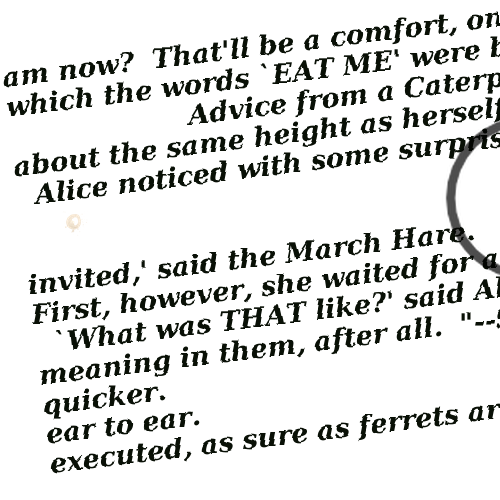 am now?  That'll be a comfort, on
which the words `EAT ME' were b
Advice from a Caterp
about the same height as herself
Alice noticed with some surpris
invited,' said the March Hare.
First, however, she waited for a
`What was THAT like?' said Al
meaning in them, after all.  "--S
quicker.
ear to ear.
executed, as sure as ferrets ar